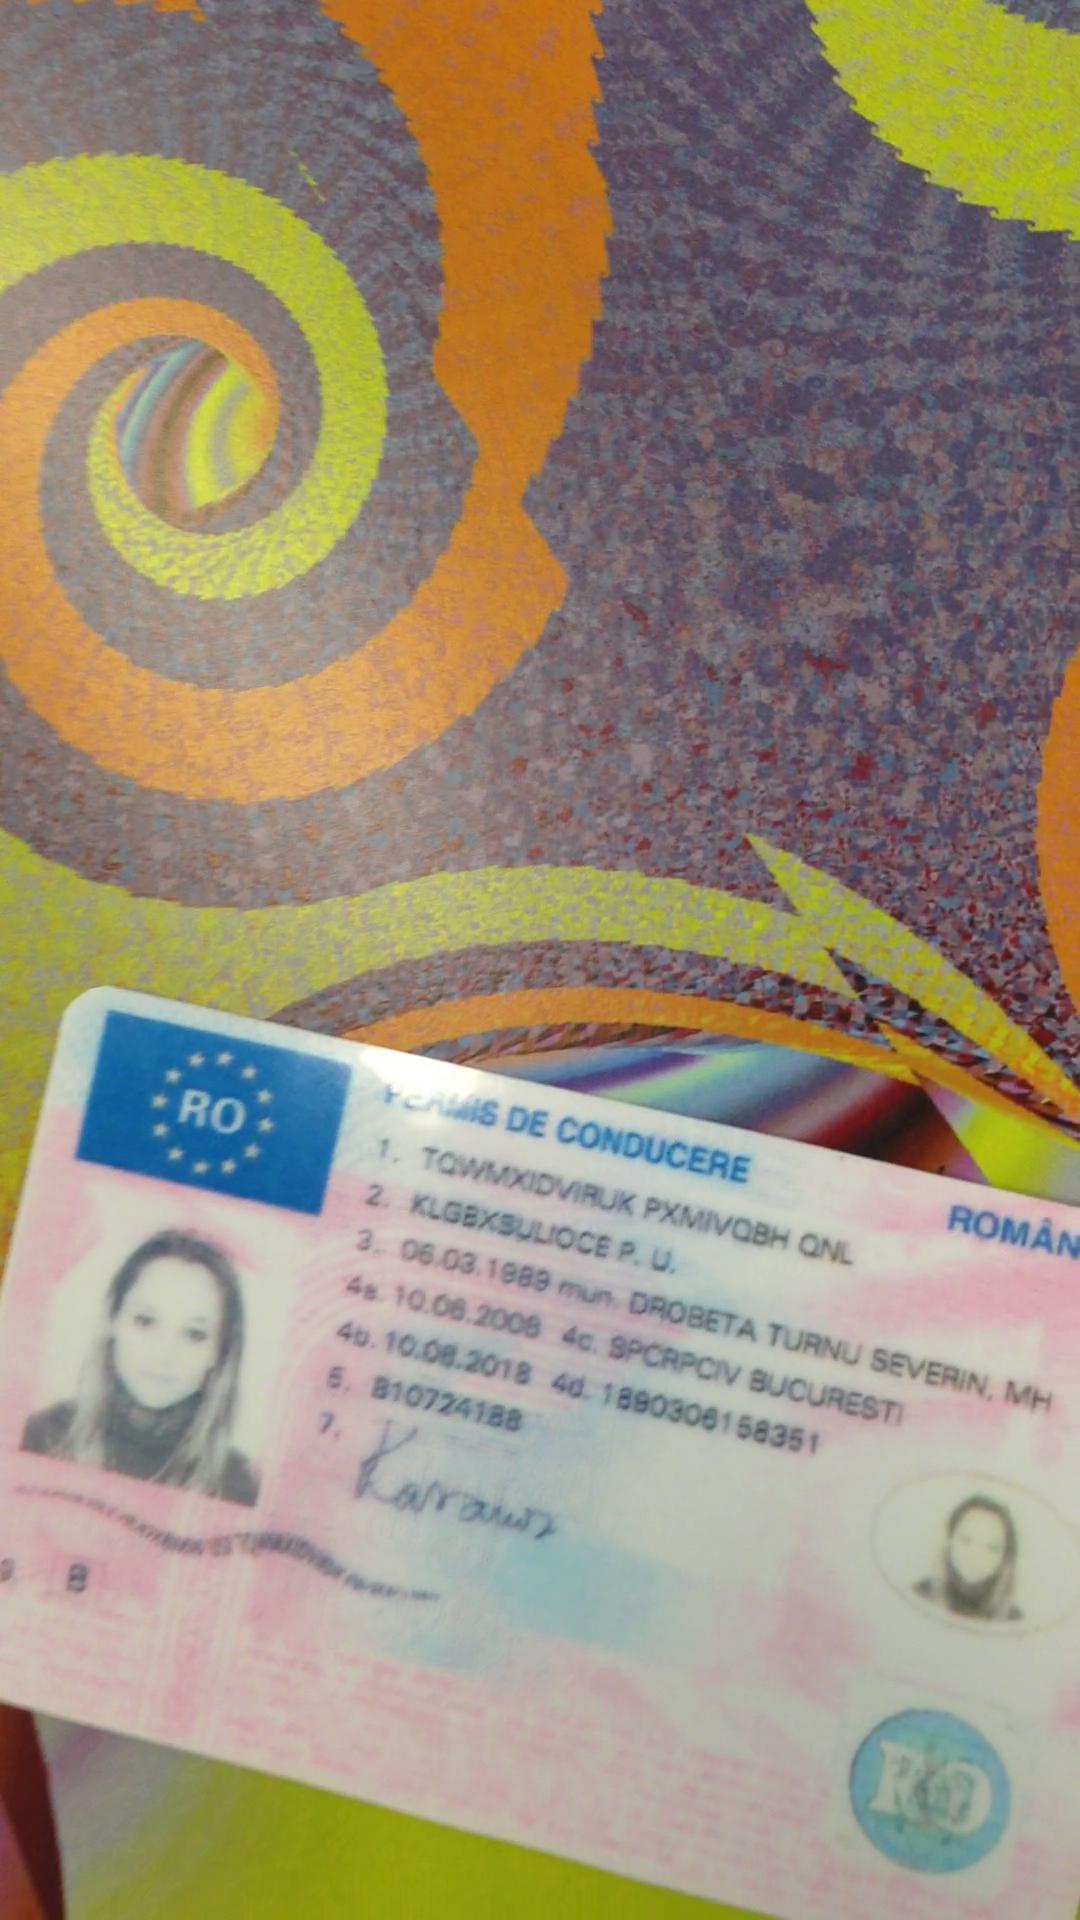 RO
PERMIS DE CONDUCERE
ROMÂN
1. TQWMXIDVIRUK PXMIVQBH QNL
2. KLGBXSULIOCE P. U.
3. 06.03.1989 mun. DROBETA TURNU SEVERIN, MH
4a. 10.06.2008 4c. SPCRPCIV BUCURESTI
4b. 10.06.2018 4d. 1890306158351
5. B10724188
7.
9 B
RO